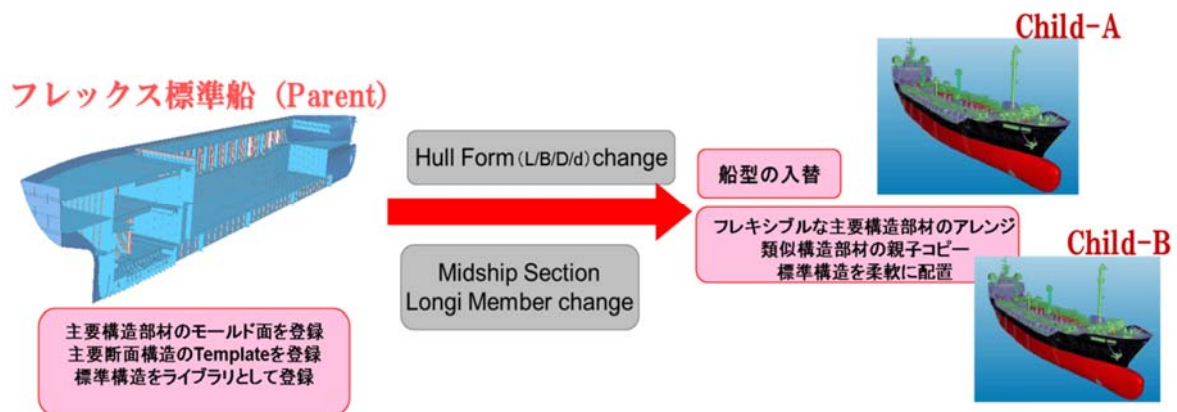 フレックス標準船 (Parent)
主要構造部材のモールド面を登録
主要断面構造のTemplateを登録
標準構造をライブラリとして登録
Hull Form(L/B/D/d)change
Midship Section
Longi Member change
船型の入替
フレキシブルな主要構造部材のアレンジ
類似構造部材の親子コピー
標準構造を柔軟に配置
Child-A
Child-B